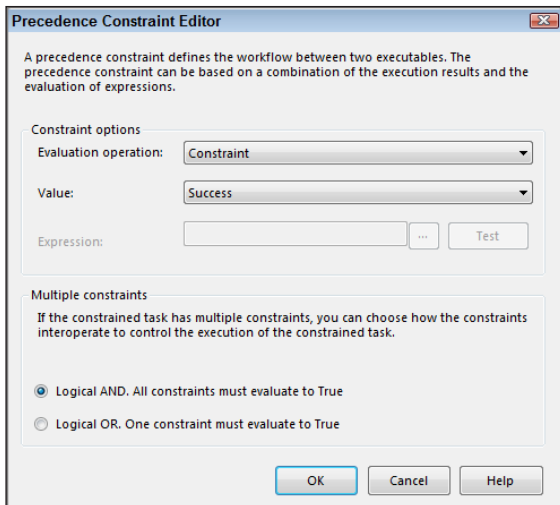 Precedence Constraint Editor
A precedence constraint defines the workflow between two executables. The
precedence constraint can be based on a combination of the execution results and the
evaluation of expressions.
Constraint options
Evaluation operation: Constraint
Value: Success
Expression: ... Test
Multiple constraints
If the constrained task has multiple constraints, you can choose how the constraints
interoperate to control the execution of the constrained task.
Logical AND. All constraints must evaluate to True
Logical OR. One constraint must evaluate to True
OK Cancel Help